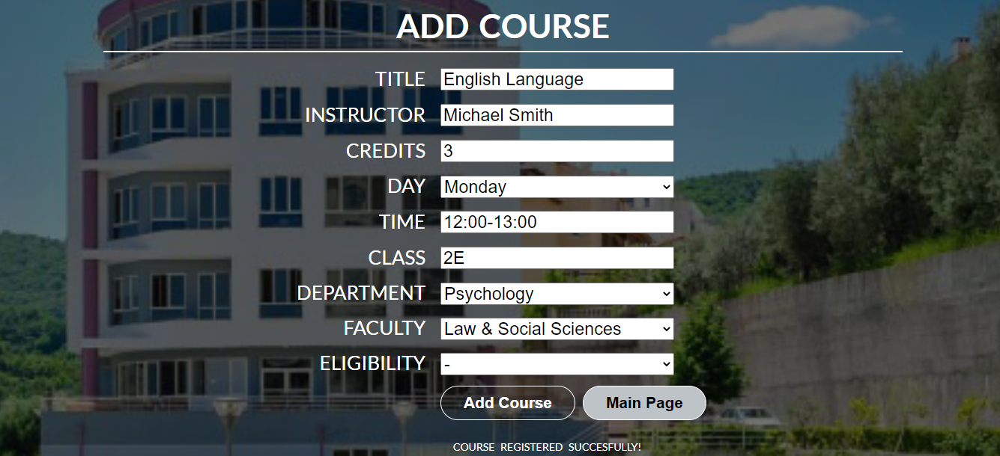 ADD COURSE
TITLE English Language
INSTRUCTOR Michael Smith
CREDITS 3
DAY Monday
TIME 12:00-13:00
CLASS 2E
DEPARTMENT Psychology
FACULTY Law & Social Sciences
ELIGIBILITY -
Add Course Main Page
COURSE REGISTERED SUCCESFULLY!